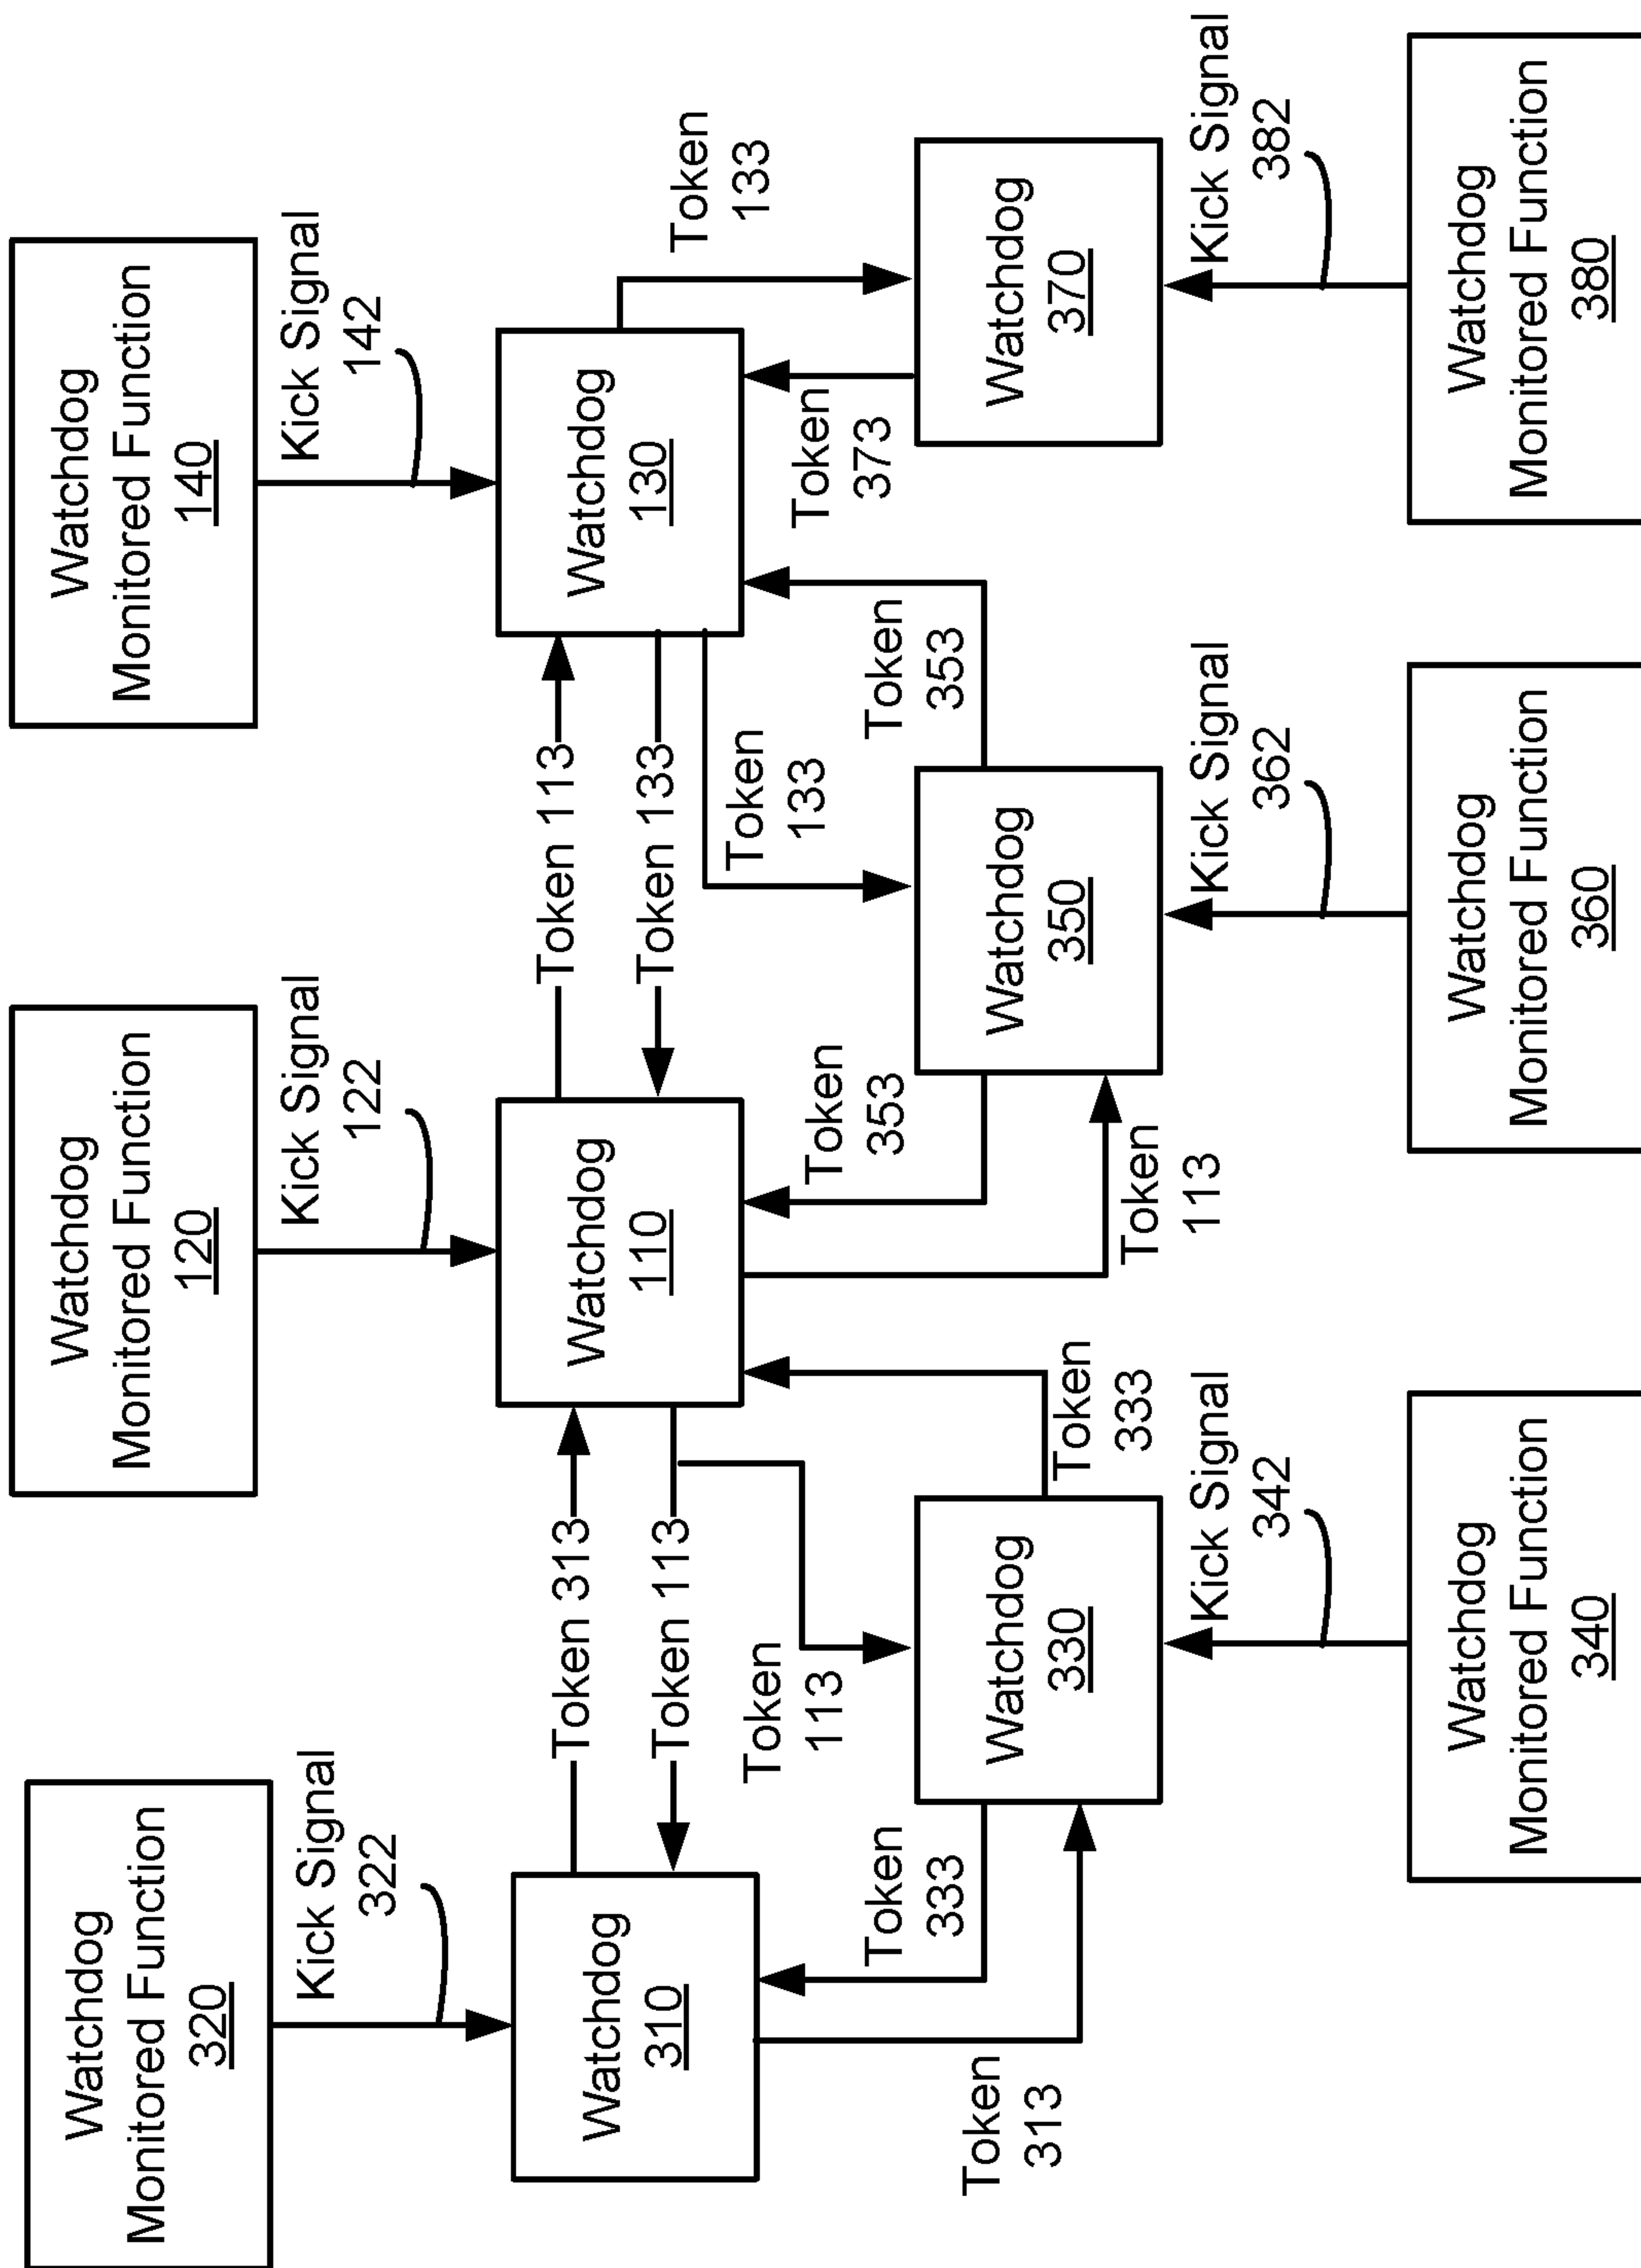 Watchdog
Monitored Function
320
Watchdog
Monitored Function
120
Watchdog
Monitored Function
140
Kick Signal
322
Kick Signal
122
Kick Signal
142
Watchdog
310
Token 313
Token 113
Watchdog
110
Token 113
Token 133
Watchdog
130
Token
133
Token
113
Token
133
Token
373
Token
333
Token
353
Token
353
Token
313
Watchdog
330
Token
333
Token
113
Watchdog
350
Watchdog
370
Kick Signal
342
Kick Signal
362
Kick Signal
382
Watchdog
Monitored Function
340
Watchdog
Monitored Function
360
Watchdog
Monitored Function
380